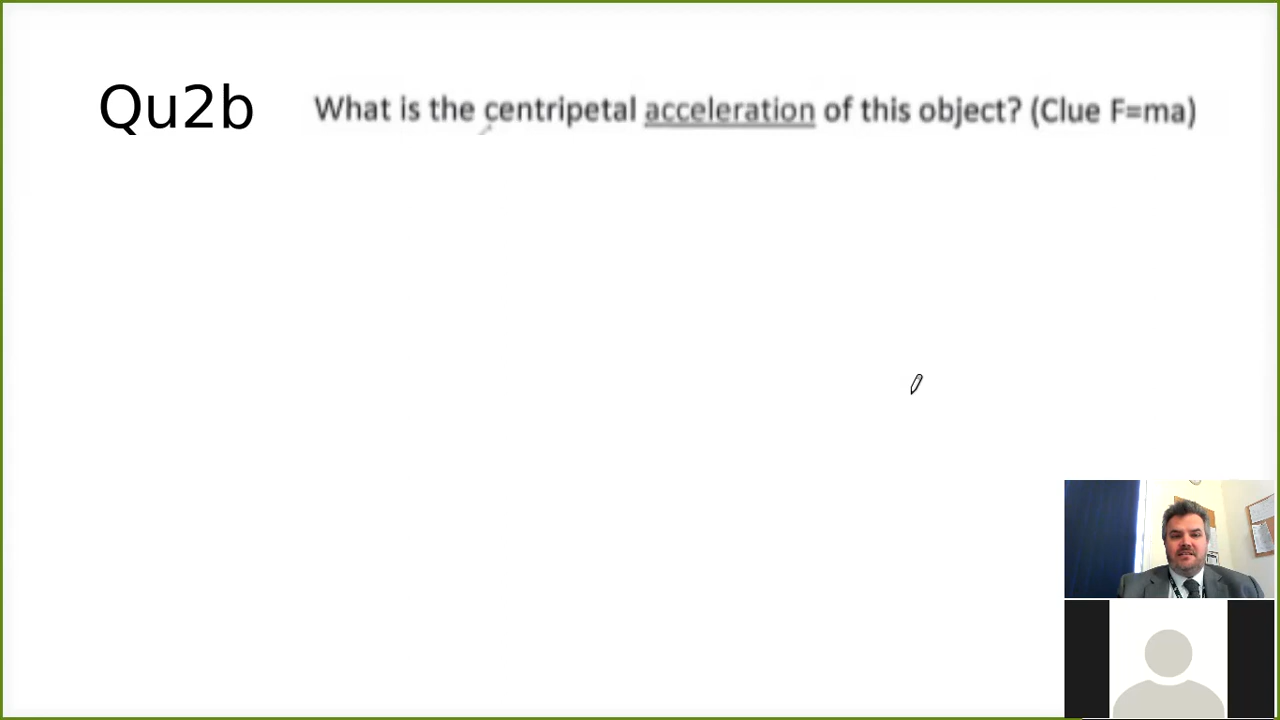 Qu2b What is the centripetal acceleration of this object? (Clue F=ma)